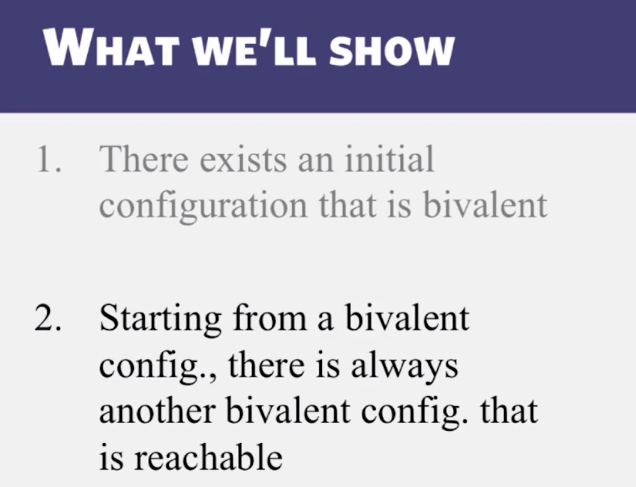 WHAT WE'LL SHOW
1. There exists an initial
configuration that is bivalent
2. Starting from a bivalent
config., there is always
another bivalent config. that
is reachable